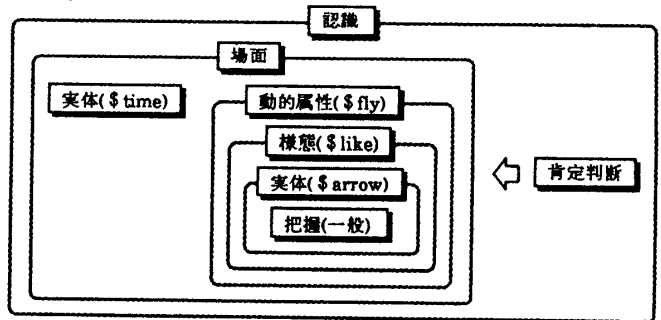 認識
場面
実体($time)
動的属性($fly)
様態($like)
実体($arrow)
把握(一般)
肯定判断